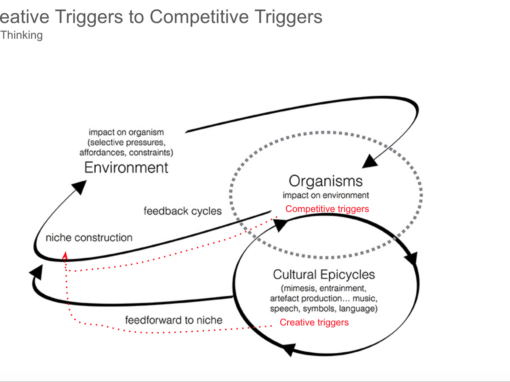 eative Triggers to Competitive Triggers
Thinking
impact on organism
(selective pressures,
affordances, constraints)
Environment
Organisms
impact on environment
Competitive triggers
feedback cycles
niche construction
Cultural Epicycles
(mimesis, entrainment,
artefact production... music,
speech, symbols, language)
Creative triggers
feedforward to niche